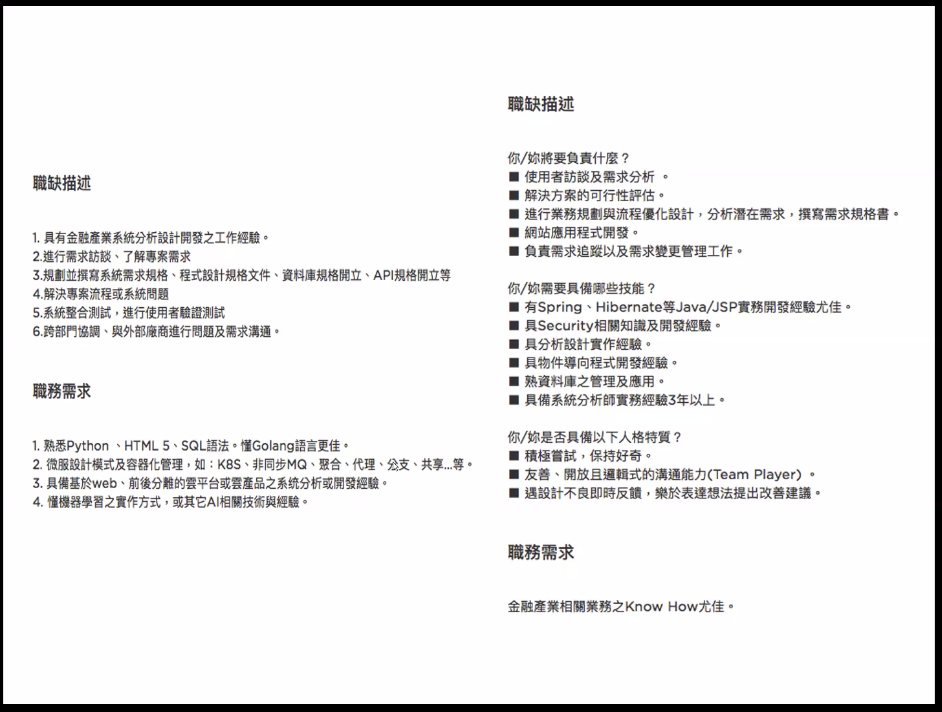 職缺描述
1. 具有金融產業系統分析設計開發之工作經驗。
2.進行需求訪談、了解專案需求
3.規劃並撰寫系統需求規格、程式設計規格文件、資料庫規格開立、API規格開立等
4.解決專案流程或系統問題
5.系統整合測試，進行使用者驗證測試
6.跨部門協調、與外部廠商進行問題及需求溝通。
職務需求
1. 熟悉Python 、HTML 5、SQL語法。懂Golang語言更佳。
2. 微服設計模式及容器化管理，如：K8S、非同步MQ、聚合、代理、公支、共享...等。
3. 具備基於web、前後分離的雲平台或雲產品之系統分析或開發經驗。
4. 懂機器學習之實作方式，或其它AI相關技術與經驗。
職缺描述
你/妳將要負責什麼？
■ 使用者訪談及需求分析 。
■ 解決方案的可行性評估。
■ 進行業務規劃與流程優化設計，分析潛在需求，撰寫需求規格書。
■ 網站應用程式開發。
■ 負責需求追蹤以及需求變更管理工作。
你/妳需要具備哪些技能？
■ 有Spring、Hibernate等Java/JSP實務開發經驗尤佳。
■ 具Security相關知識及開發經驗。
■ 具分析設計實作經驗。
■ 具物件導向程式開發經驗。
■ 熟資料庫之管理及應用。
■ 具備系統分析師實務經驗3年以上。
你/妳是否具備以下人格特質？
■ 積極嘗試，保持好奇。
■ 友善、開放且邏輯式的溝通能力(Team Player) 。
■ 遇設計不良即時反饋，樂於表達想法提出改善建議。
職務需求
金融產業相關業務之Know How尤佳。